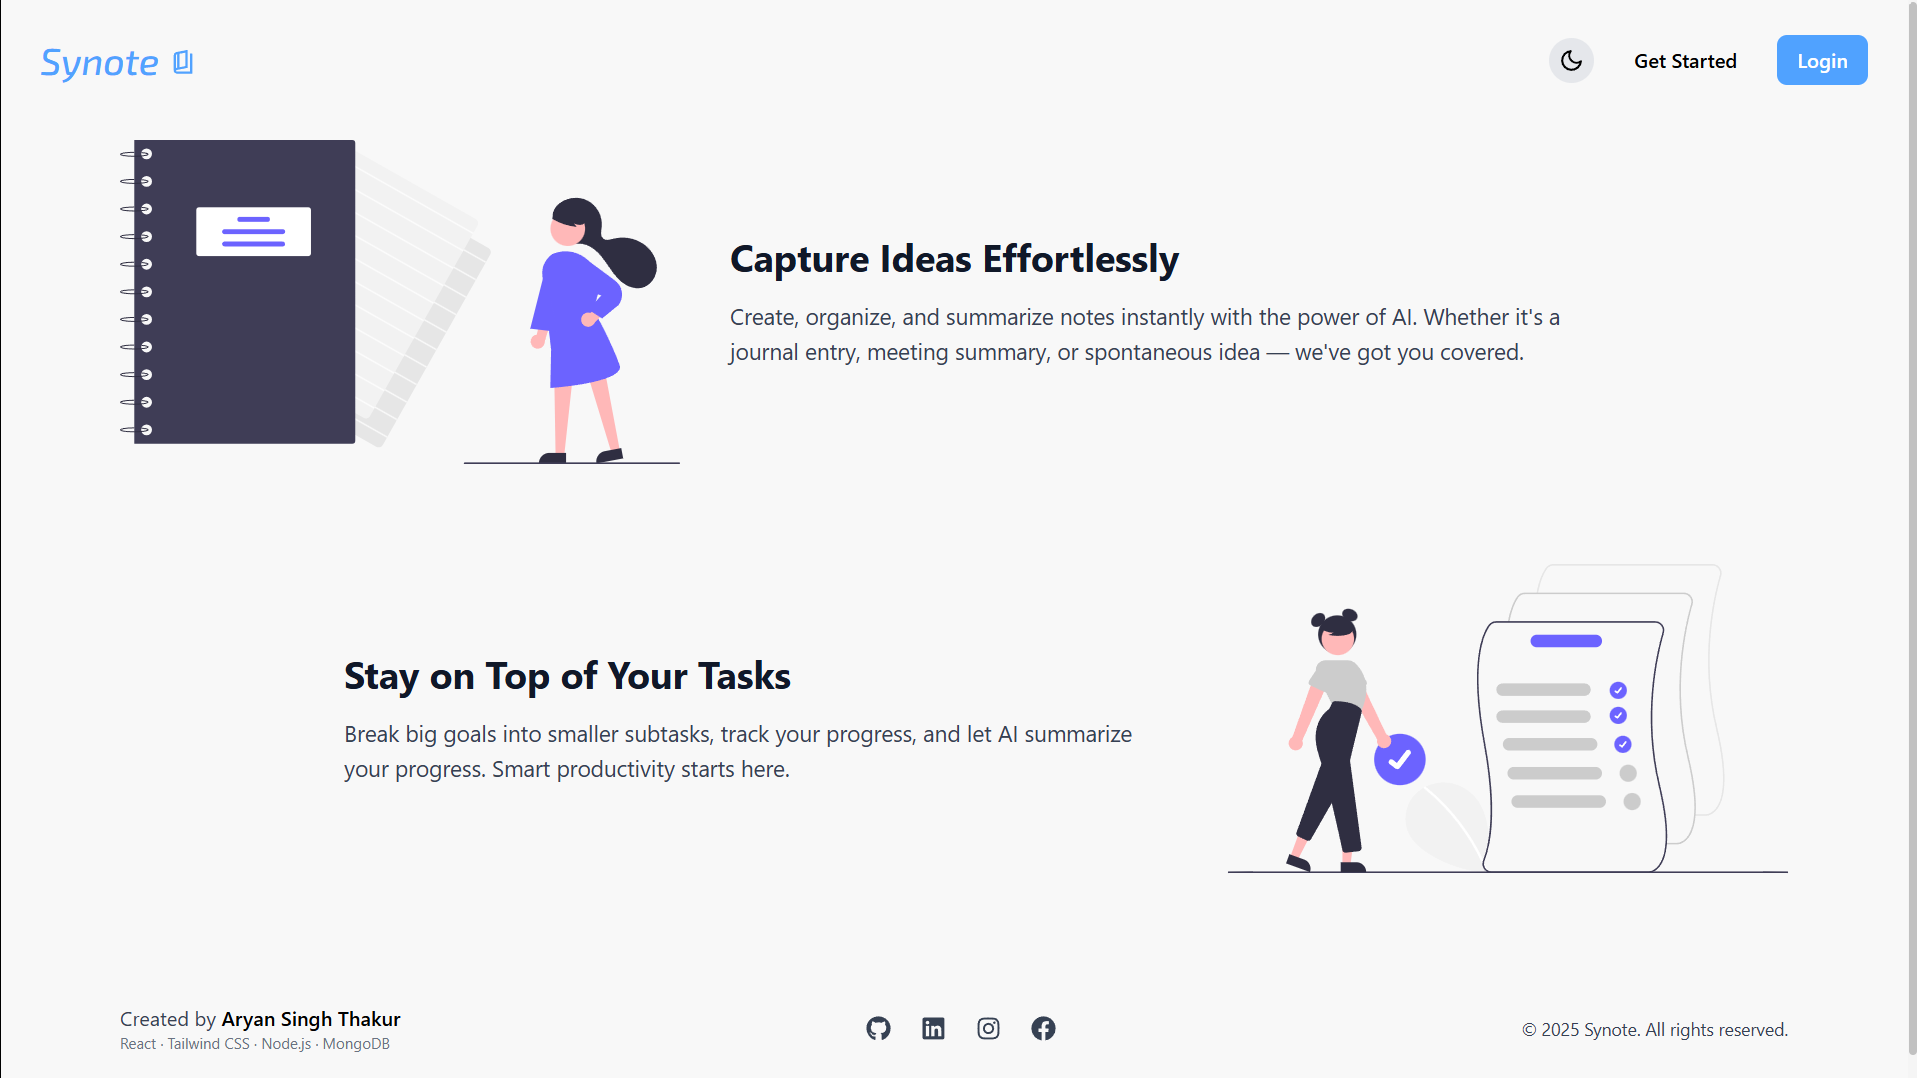 Synote
Get Started
Login
Capture Ideas Effortlessly
Create, organize, and summarize notes instantly with the power of AI. Whether it's a
journal entry, meeting summary, or spontaneous idea — we've got you covered.
Stay on Top of Your Tasks
Break big goals into smaller subtasks, track your progress, and let AI summarize
your progress. Smart productivity starts here.
Created by Aryan Singh Thakur
React · Tailwind CSS · Node.js · MongoDB
© 2025 Synote. All rights reserved.